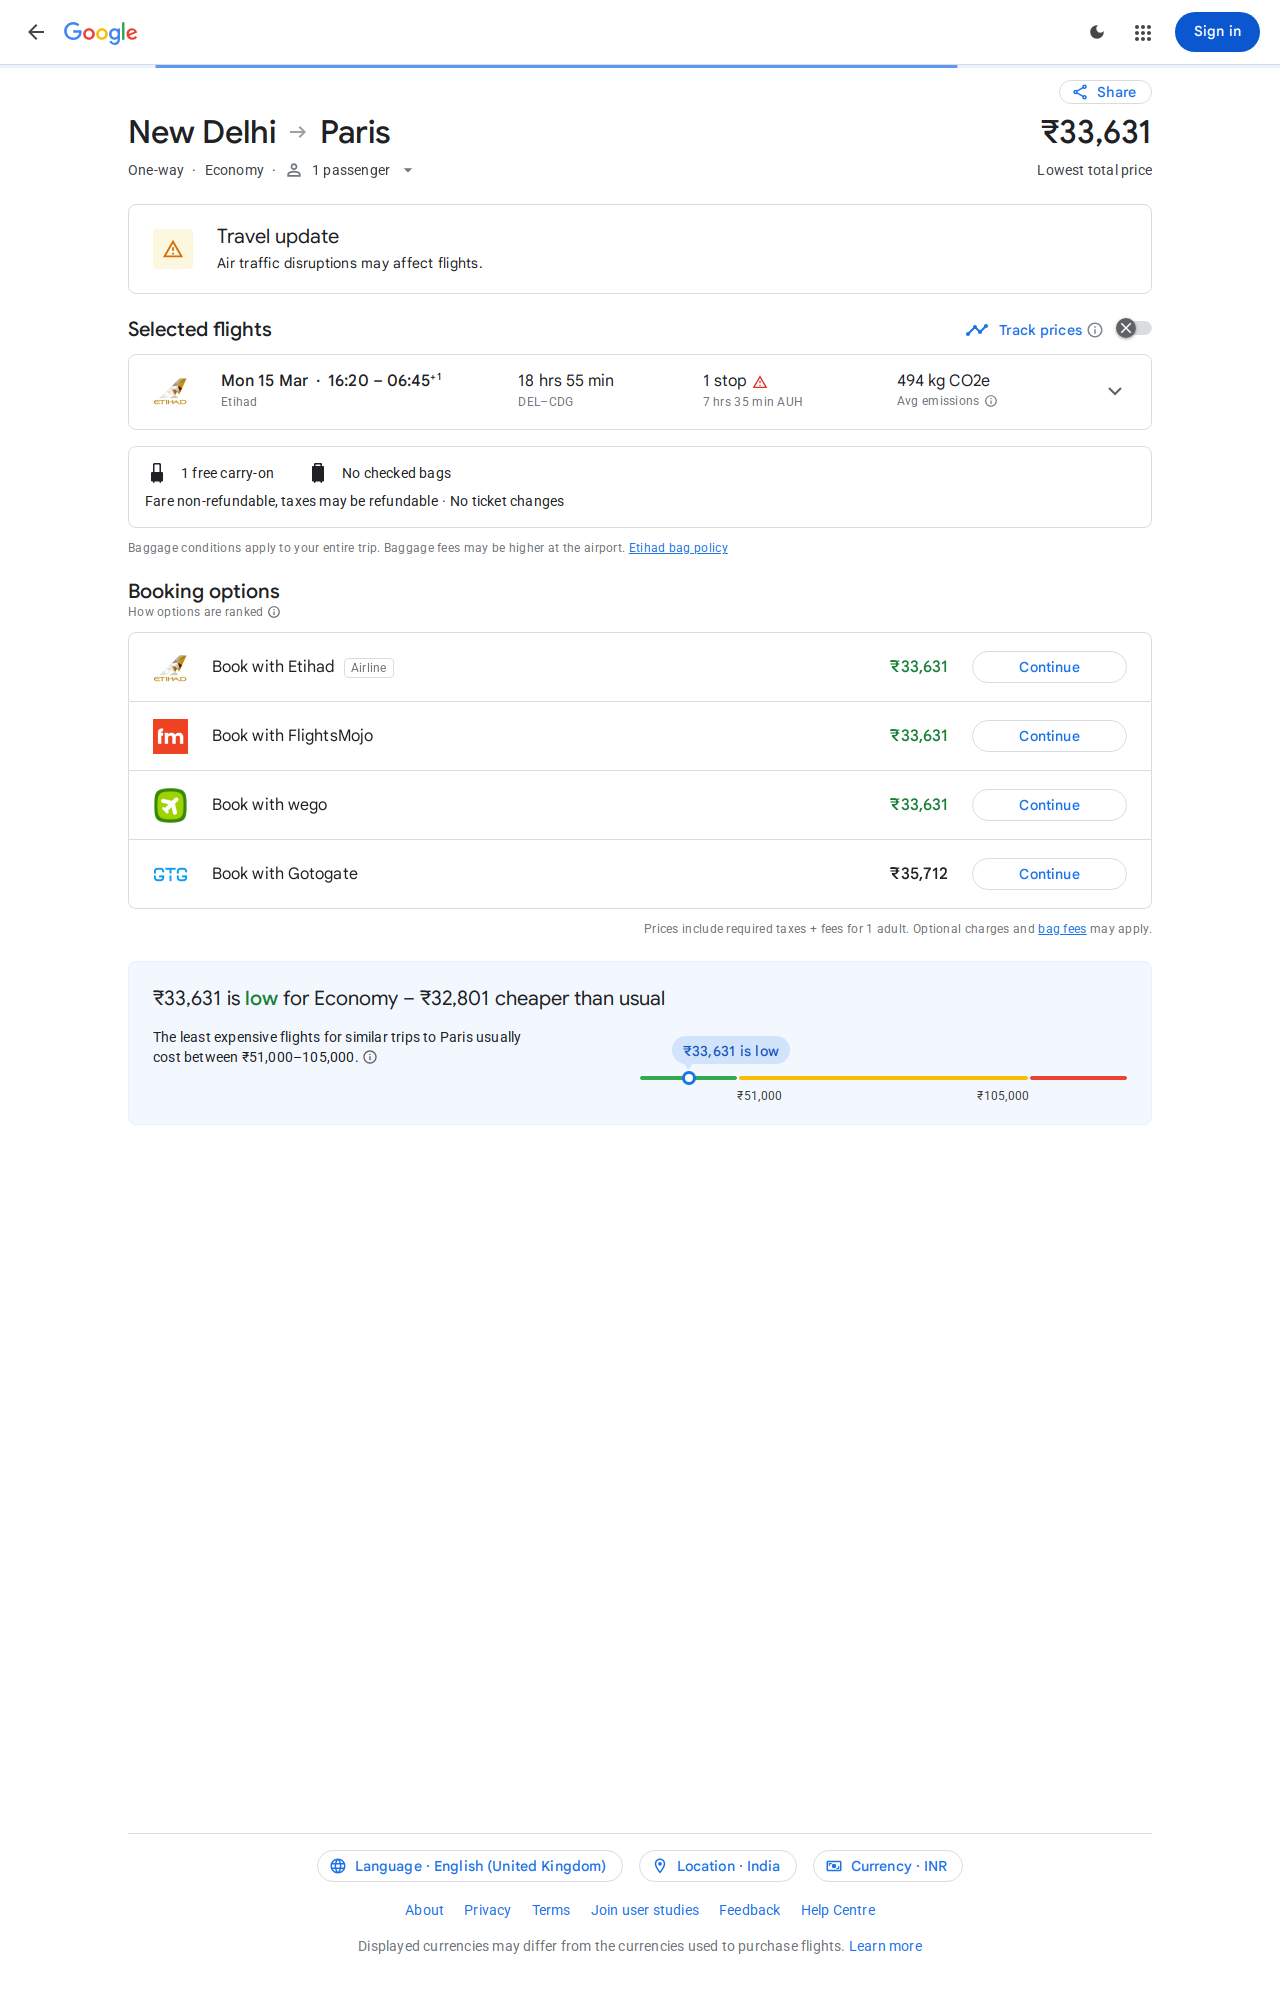 Google
Sign in
Share
New Delhi → Paris
₹33,631
One-way · Economy · 1 passenger
Lowest total price
Travel update
Air traffic disruptions may affect flights.
Selected flights
Track prices
ETIHAD
Mon 15 Mar · 16:20 – 06:45+1
18 hrs 55 min
1 stop
494 kg CO2e
Etihad
DEL–CDG
7 hrs 35 min AUH
Avg emissions
1 free carry-on
No checked bags
Fare non-refundable, taxes may be refundable · No ticket changes
Baggage conditions apply to your entire trip. Baggage fees may be higher at the airport. Etihad bag policy
Booking options
How options are ranked
ETIHAD
Book with Etihad
Airline
₹33,631
Continue
fm
Book with FlightsMojo
₹33,631
Continue
Book with wego
₹33,631
Continue
GTG
Book with Gotogate
₹35,712
Continue
Prices include required taxes + fees for 1 adult. Optional charges and bag fees may apply.
₹33,631 is low for Economy – ₹32,801 cheaper than usual
The least expensive flights for similar trips to Paris usually
cost between ₹51,000–105,000.
₹33,631 is low
₹51,000
₹105,000
Language · English (United Kingdom)
Location · India
Currency · INR
About
Privacy
Terms
Join user studies
Feedback
Help Centre
Displayed currencies may differ from the currencies used to purchase flights. Learn more